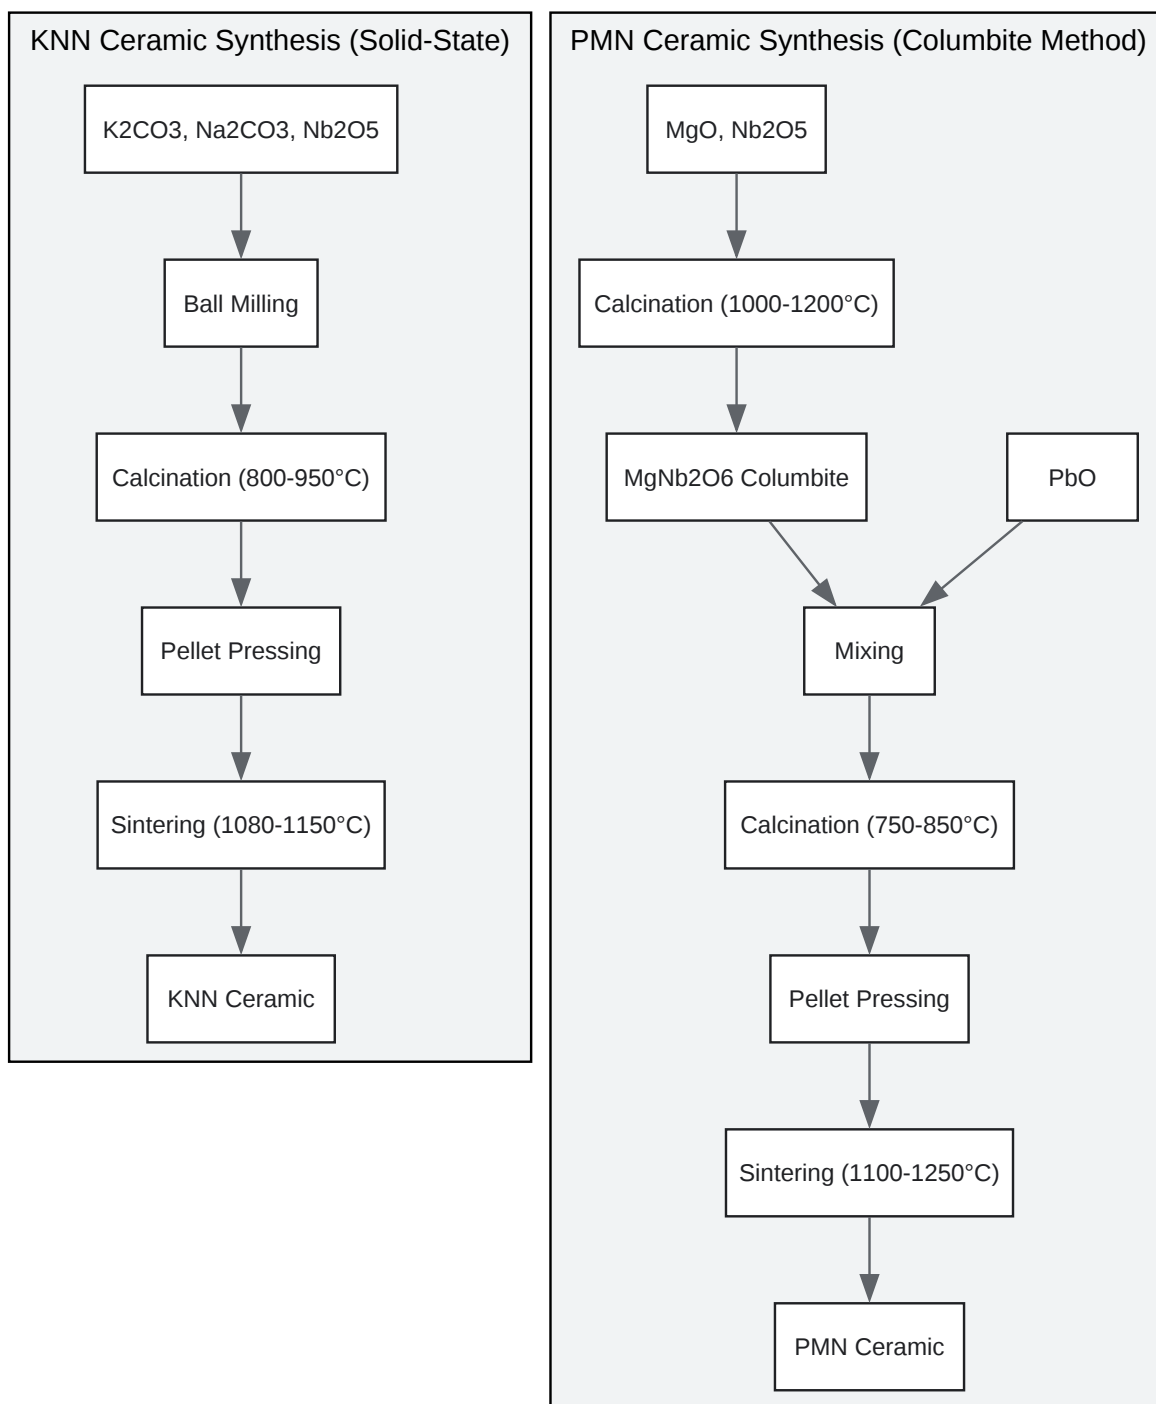 KNN Ceramic Synthesis (Solid-State)
K2CO3, Na2CO3, Nb2O5
Ball Milling
Calcination (800-950°C)
Pellet Pressing
Sintering (1080-1150°C)
KNN Ceramic
PMN Ceramic Synthesis (Columbite Method)
MgO, Nb2O5
Calcination (1000-1200°C)
MgNb2O6 Columbite
PbO
Mixing
Calcination (750-850°C)
Pellet Pressing
Sintering (1100-1250°C)
PMN Ceramic